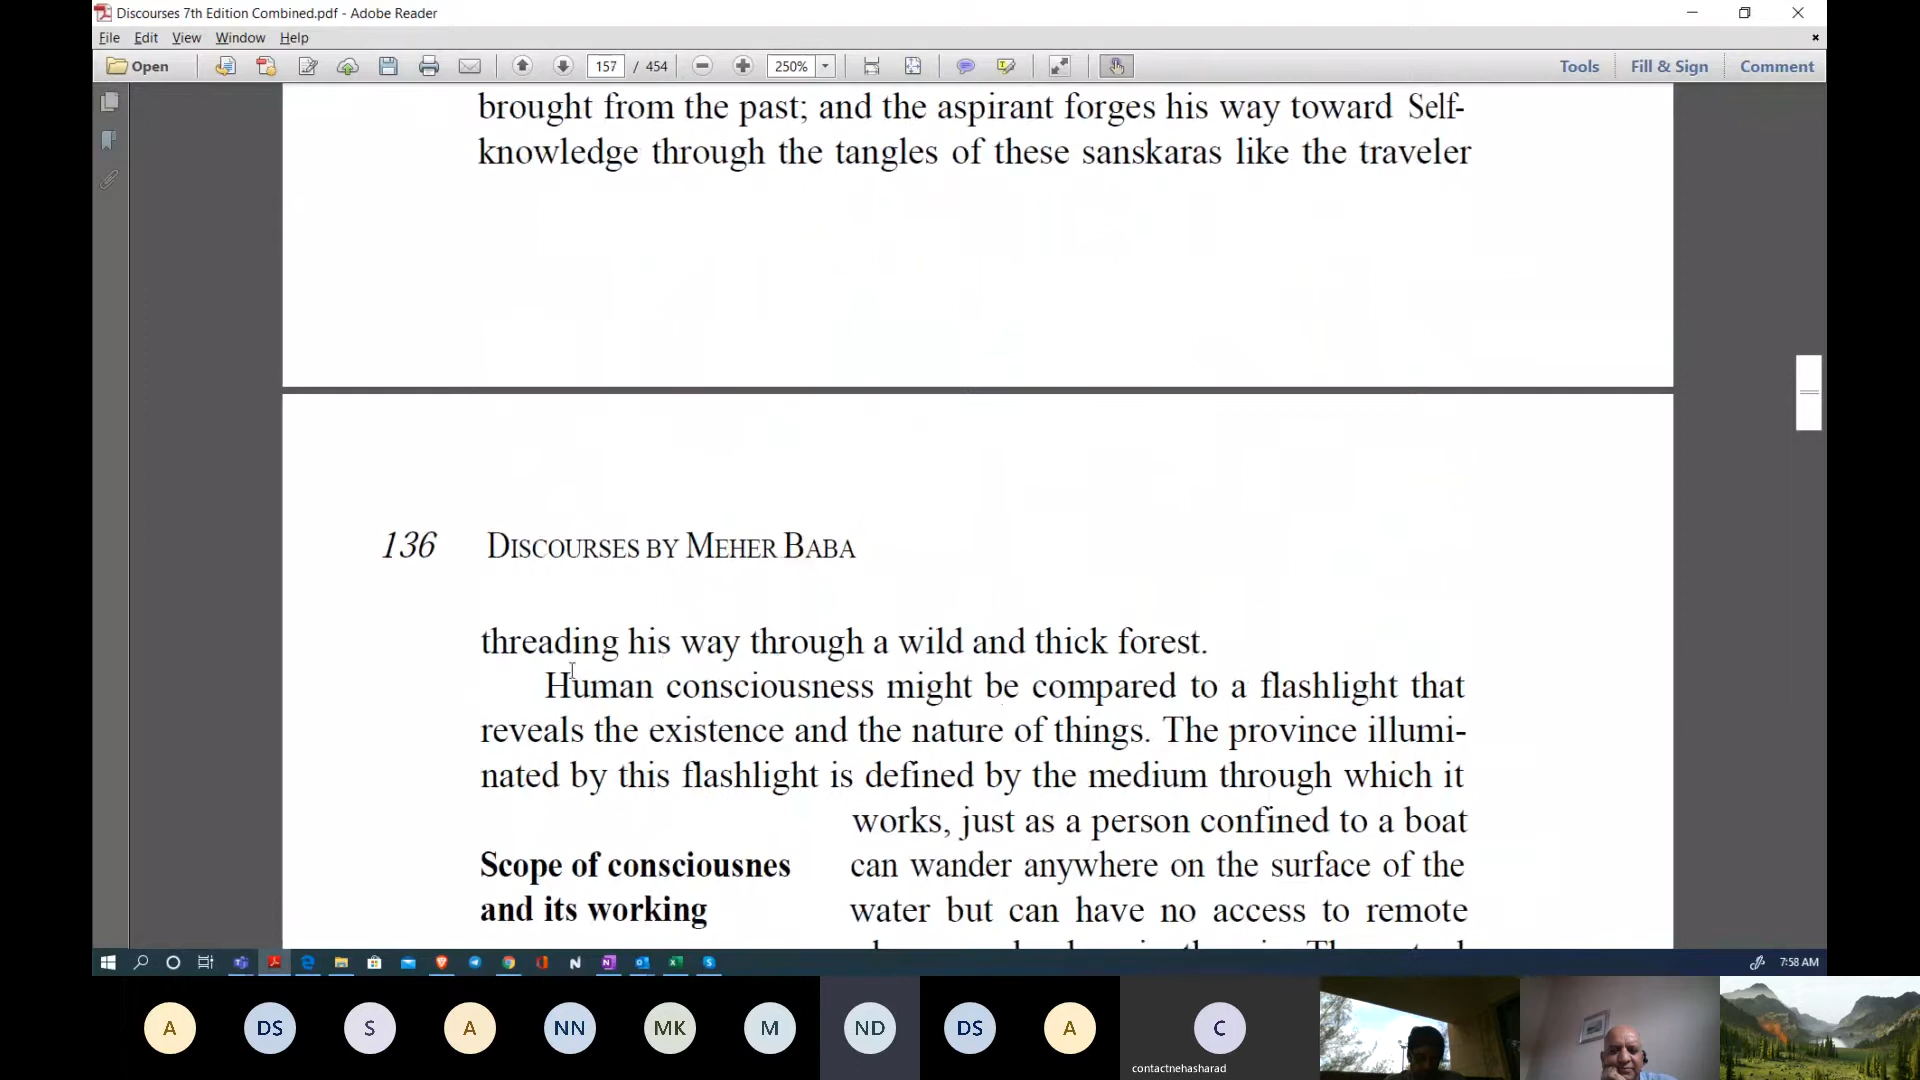 Discourses 7th Edition Combined.pdf - Adobe Reader
File Edit View Window Help
Open 157 / 454 250% Tools Fill & Sign Comment
brought from the past; and the aspirant forges his way toward Self-
knowledge through the tangles of these sanskaras like the traveler
136 DISCOURSES BY MEHER BABA
threading his way through a wild and thick forest.
Human consciousness might be compared to a flashlight that
reveals the existence and the nature of things. The province illumi-
nated by this flashlight is defined by the medium through which it
works, just as a person confined to a boat
Scope of consciousnes can wander anywhere on the surface of the
and its working water but can have no access to remote
7:58 AM
A DS S A NN MK M ND DS A C
contactnehasharad